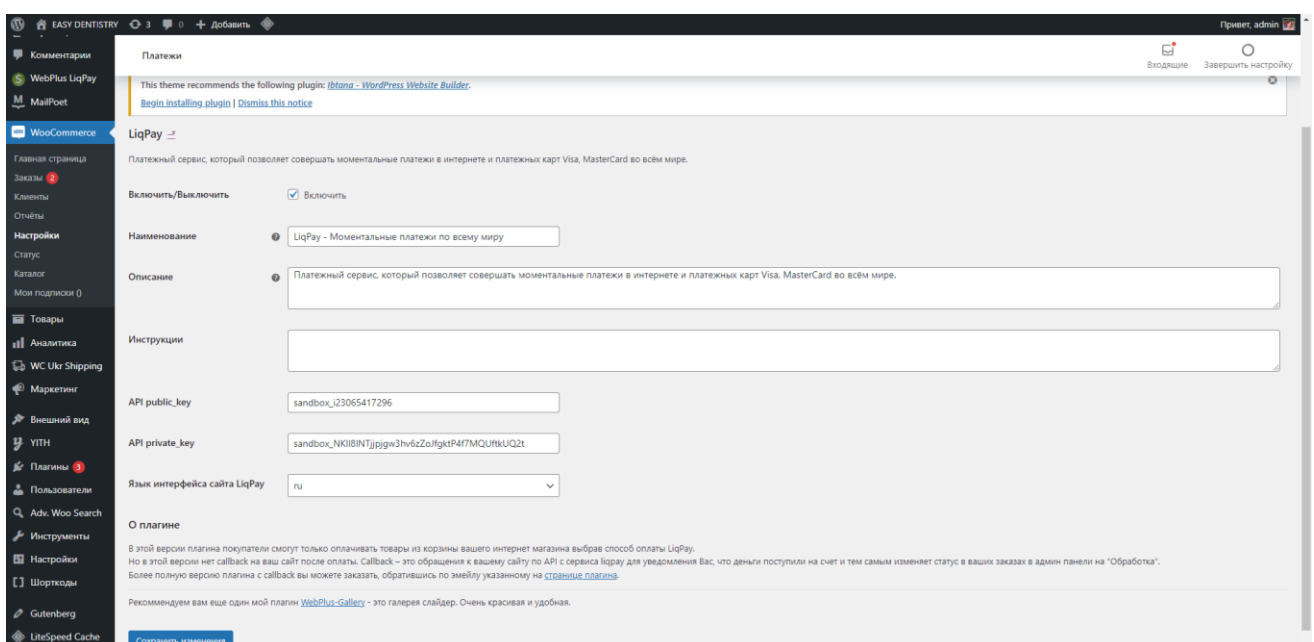 EASY DENTISTRY 3 0 + Добавить
Привет, admin
Комментарии
WebPlus LiqPay
MailPoet
WooCommerce
Главная страница
Заказы 2
Клиенты
Отчёты
Настройки
Статус
Каталог
Мои подписки ()
Товары
Аналитика
WC Ukr Shipping
Маркетинг
Внешний вид
YITH
Плагины 3
Пользователи
Adv. Woo Search
Инструменты
Настройки
Шорткоды
Gutenberg
LiteSpeed Cache
Платежи
Входящие
Завершить настройку
This theme recommends the following plugin: Ibtana - WordPress Website Builder.
Begin installing plugin | Dismiss this notice
LiqPay
Платежный сервис, который позволяет совершать моментальные платежи в интернете и платежных карт Visa, MasterCard во всём мире.
Включить/Выключить
Включить
Наименование
LiqPay - Моментальные платежи по всему миру
Описание
Платежный сервис, который позволяет совершать моментальные платежи в интернете и платежных карт Visa, MasterCard во всём мире.
Инструкции
API public_key
sandbox_i23065417296
API private_key
sandbox_NKII8INTjjpjgw3hv6zZoJfgktP4f7MQUftkUQ2t
Язык интерфейса сайта LiqPay
ru
О плагине
В этой версии плагина покупатели смогут только оплачивать товары из корзины вашего интернет магазина выбрав способ оплаты LiqPay.
Но в этой версии нет callback на ваш сайт после оплаты. Callback – это обращения к вашему сайту по API с сервиса liqpay для уведомления Вас, что деньги поступили на счет и тем самым изменяет статус в ваших заказах в админ панели на "Обработка".
Более полную версию плагина с callback вы можете заказать, обратившись по эмейлу указанному на странице плагина.
Рекоммендуем вам еще один мой плагин WebPlus-Gallery - это галерея слайдер. Очень красивая и удобная.
Сохранить изменения